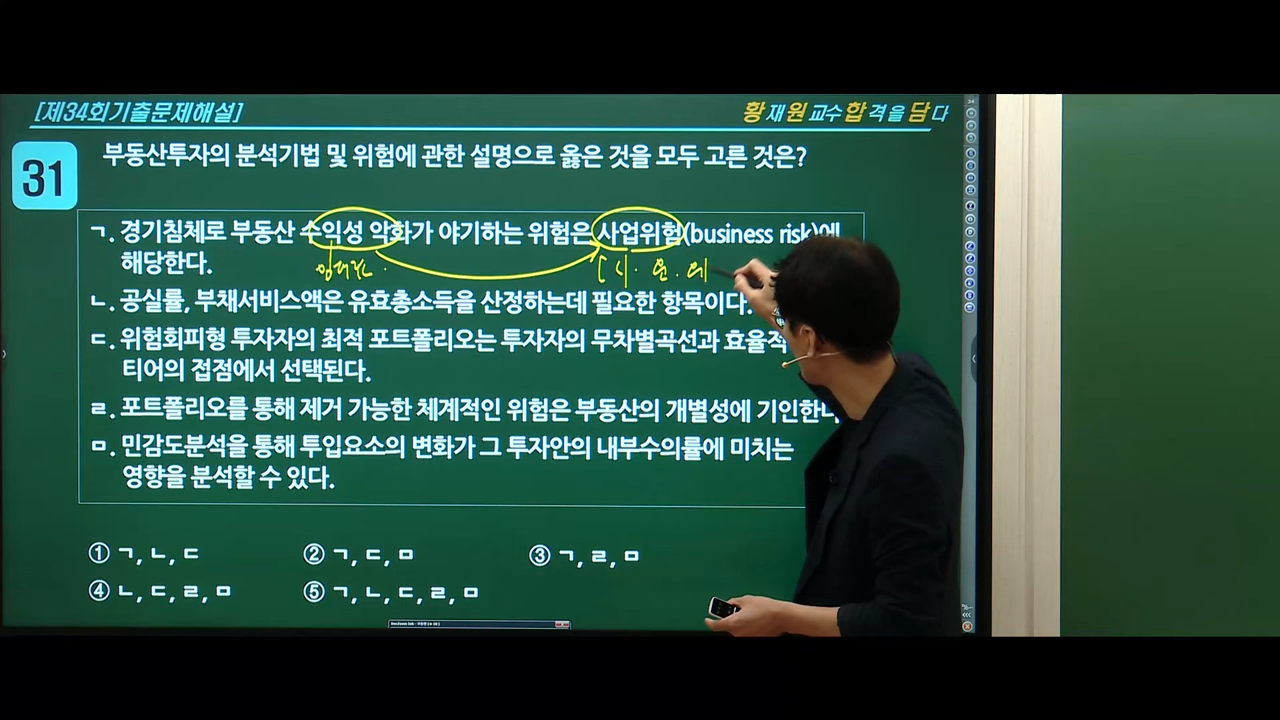 [제34회기출문제해설]
황재원 교수 합격을 담다
31
부동산투자의 분석기법 및 위험에 관한 설명으로 옳은 것을 모두 고른 것은?
ㄱ. 경기침체로 부동산 수익성 악화가 야기하는 위험은 사업위험(business risk)에
해당한다.
ㄴ. 공실률, 부채서비스액은 유효총소득을 산정하는데 필요한 항목이다.
ㄷ. 위험회피형 투자자의 최적 포트폴리오는 투자자의 무차별곡선과 효율적
티어의 접점에서 선택된다.
ㄹ. 포트폴리오를 통해 제거 가능한 체계적인 위험은 부동산의 개별성에 기인한다
ㅁ. 민감도분석을 통해 투입요소의 변화가 그 투자안의 내부수의률에 미치는
영향을 분석할 수 있다.
① ㄱ, ㄴ, ㄷ
② ㄱ, ㄷ, ㅁ
③ ㄱ, ㄹ, ㅁ
④ ㄴ, ㄷ, ㄹ, ㅁ
⑤ ㄱ, ㄴ, ㄷ, ㄹ, ㅁ